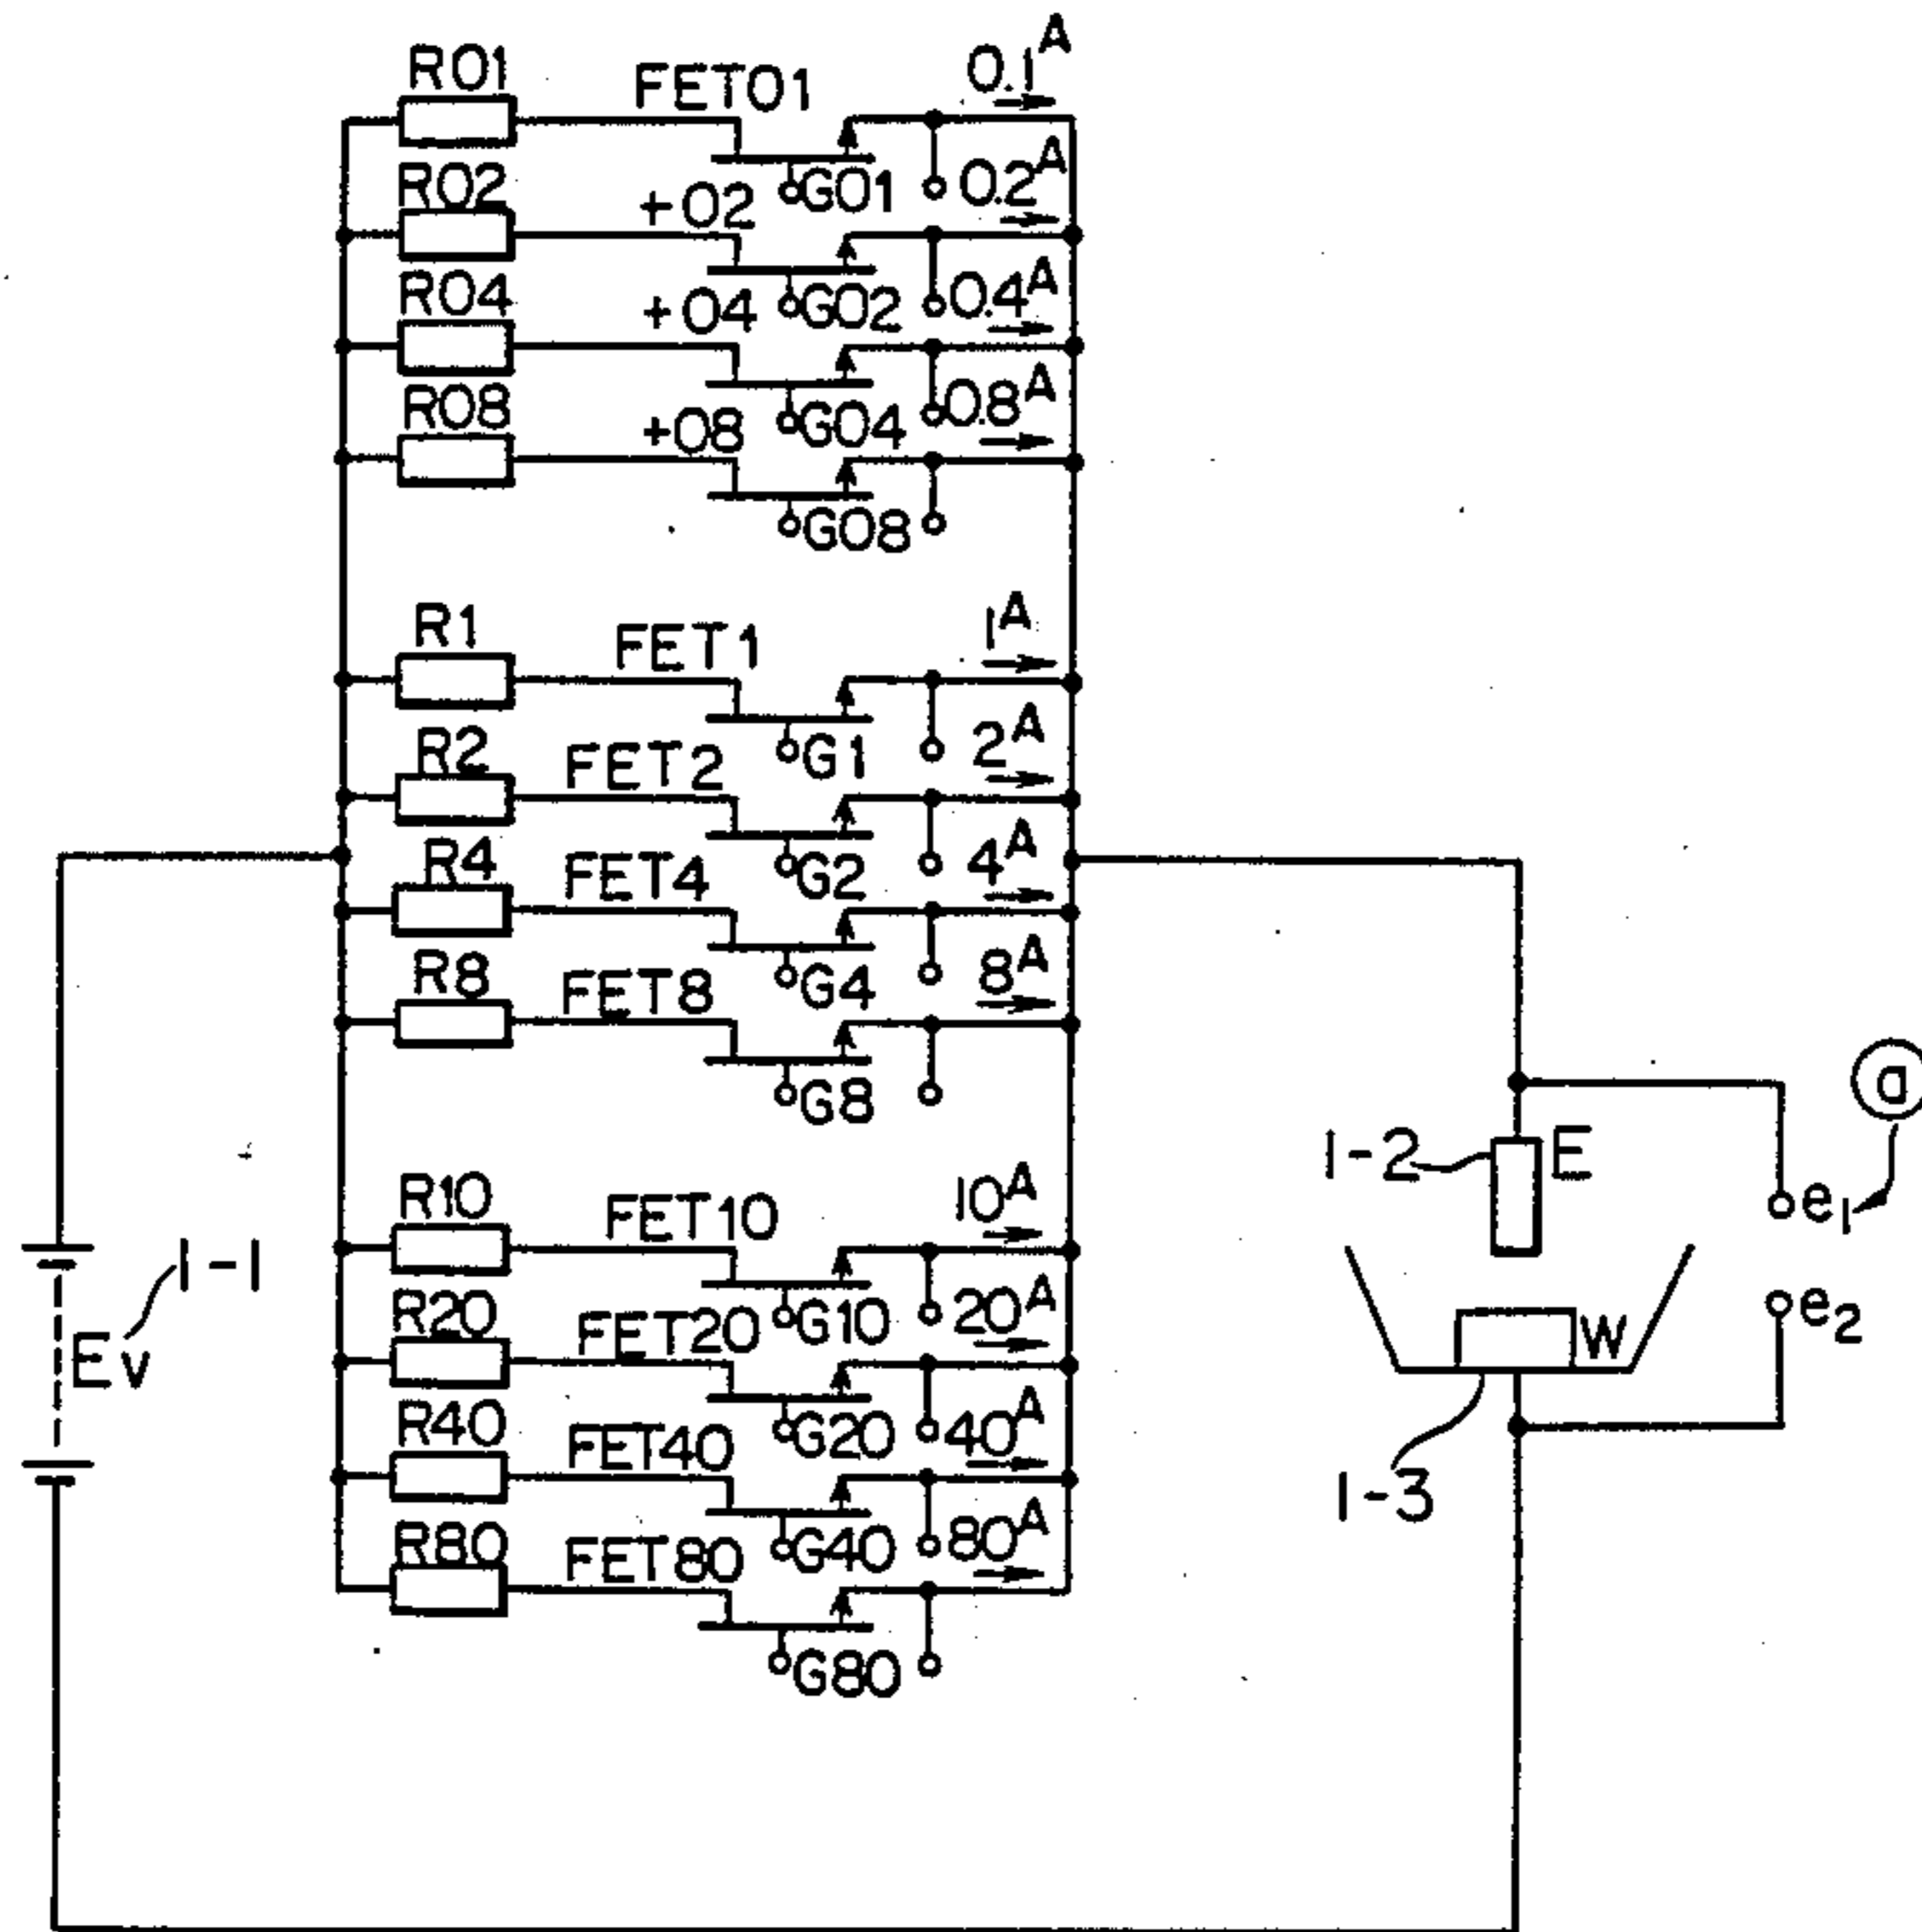 R01 FET01 0.1A
G01
R02 +02 0.2A
G02
R04 +04 0.4A
G04
R08 +08 0.8A
G08
R1 FET1 1A
G1
R2 FET2 2A
G2
R4 FET4 4A
G4
R8 FET8 8A
G8
R10 FET10 10A
G10
R20 FET20 20A
G20
R40 FET40 40A
G40
R80 FET80 80A
G80
1-1
Ev
a
1-2 E
e1
e2
W
1-3